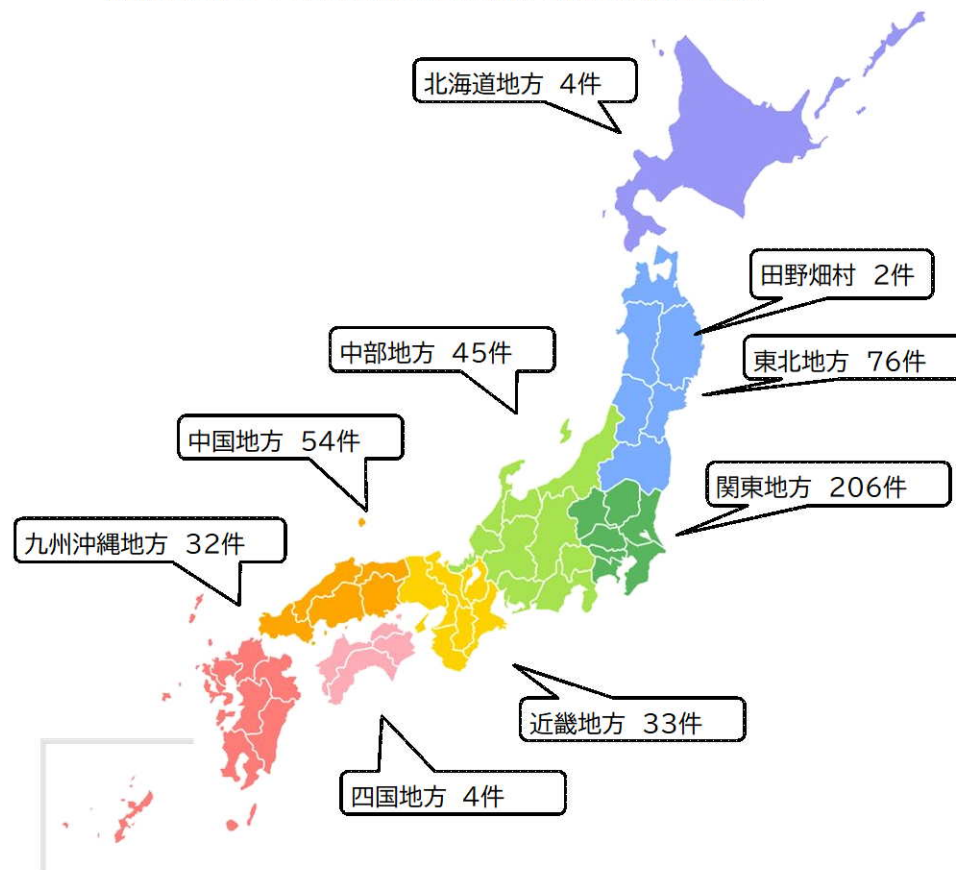 北海道地方 4件
田野畑村 2件
中部地方 45件
東北地方 76件
中国地方 54件
関東地方 206件
九州沖縄地方 32件
近畿地方 33件
四国地方 4件